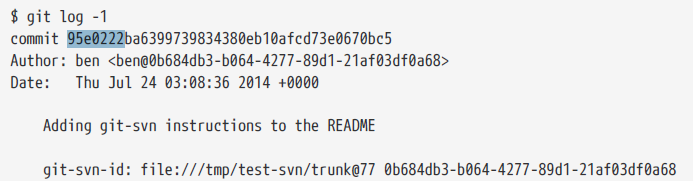 $ git log -1
commit 95e0222ba6399739834380eb10afcd73e0670bc5
Author: ben <ben@0b684db3-b064-4277-89d1-21af03df0a68>
Date:   Thu Jul 24 03:08:36 2014 +0000
    Adding git-svn instructions to the README
    git-svn-id: file:///tmp/test-svn/trunk@77 0b684db3-b064-4277-89d1-21af03df0a68